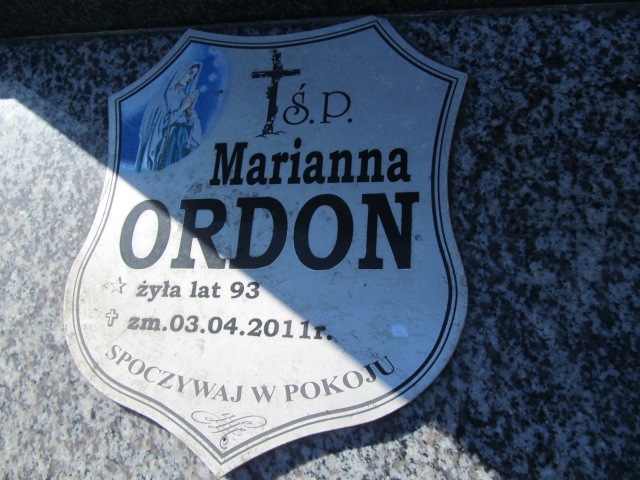 Ś.P.
Marianna
ORDON
żyła lat 93
zm.03.04.2011r.
SPOCZYWAJ W POKOJU